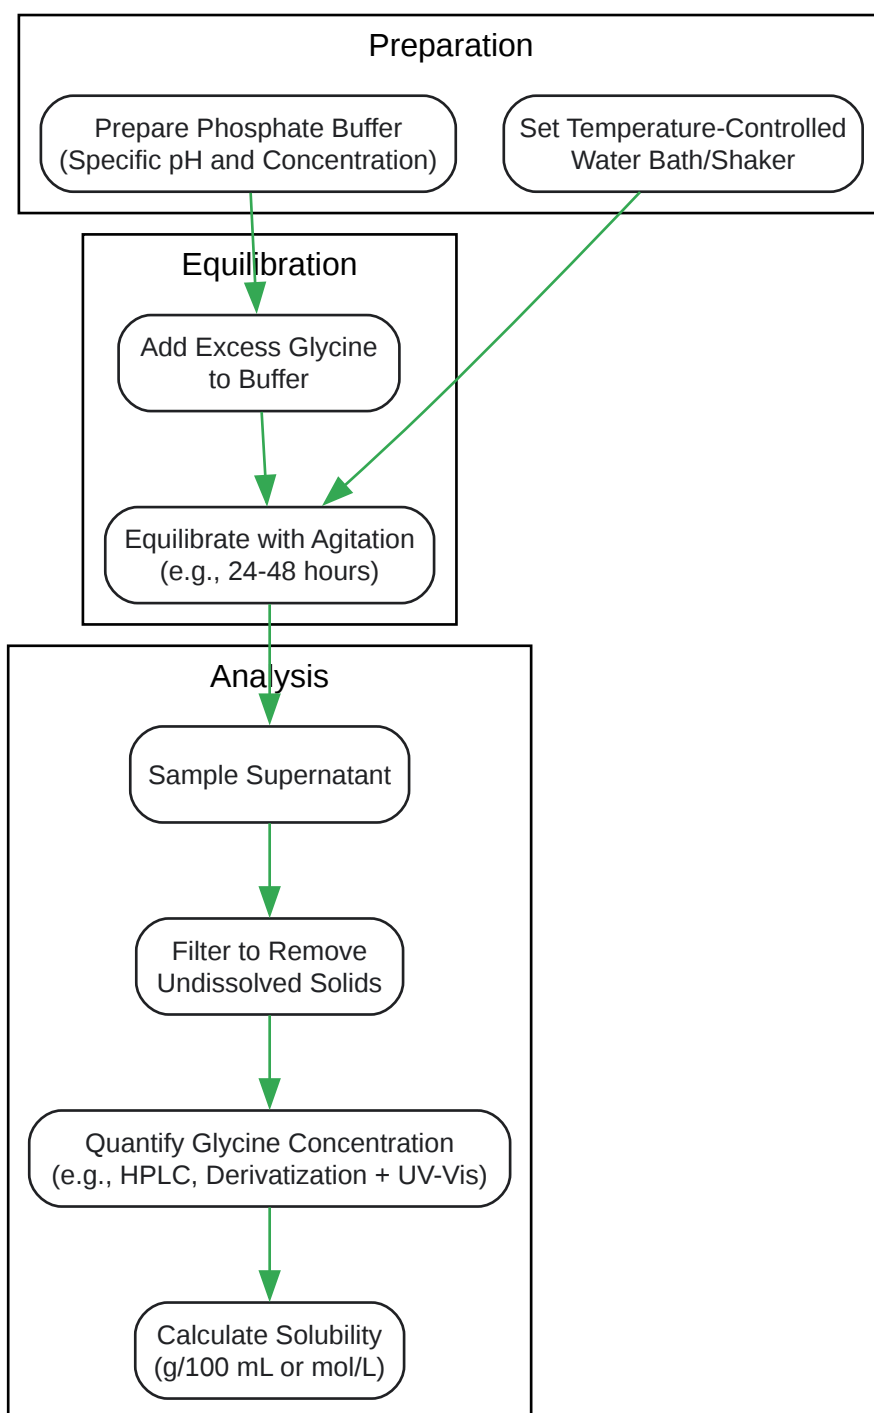 Preparation
Prepare Phosphate Buffer
(Specific pH and Concentration)
Set Temperature-Controlled
Water Bath/Shaker
Equilibration
Add Excess Glycine
to Buffer
Equilibrate with Agitation
(e.g., 24-48 hours)
Analysis
Sample Supernatant
Filter to Remove
Undissolved Solids
Quantify Glycine Concentration
(e.g., HPLC, Derivatization + UV-Vis)
Calculate Solubility
(g/100 mL or mol/L)